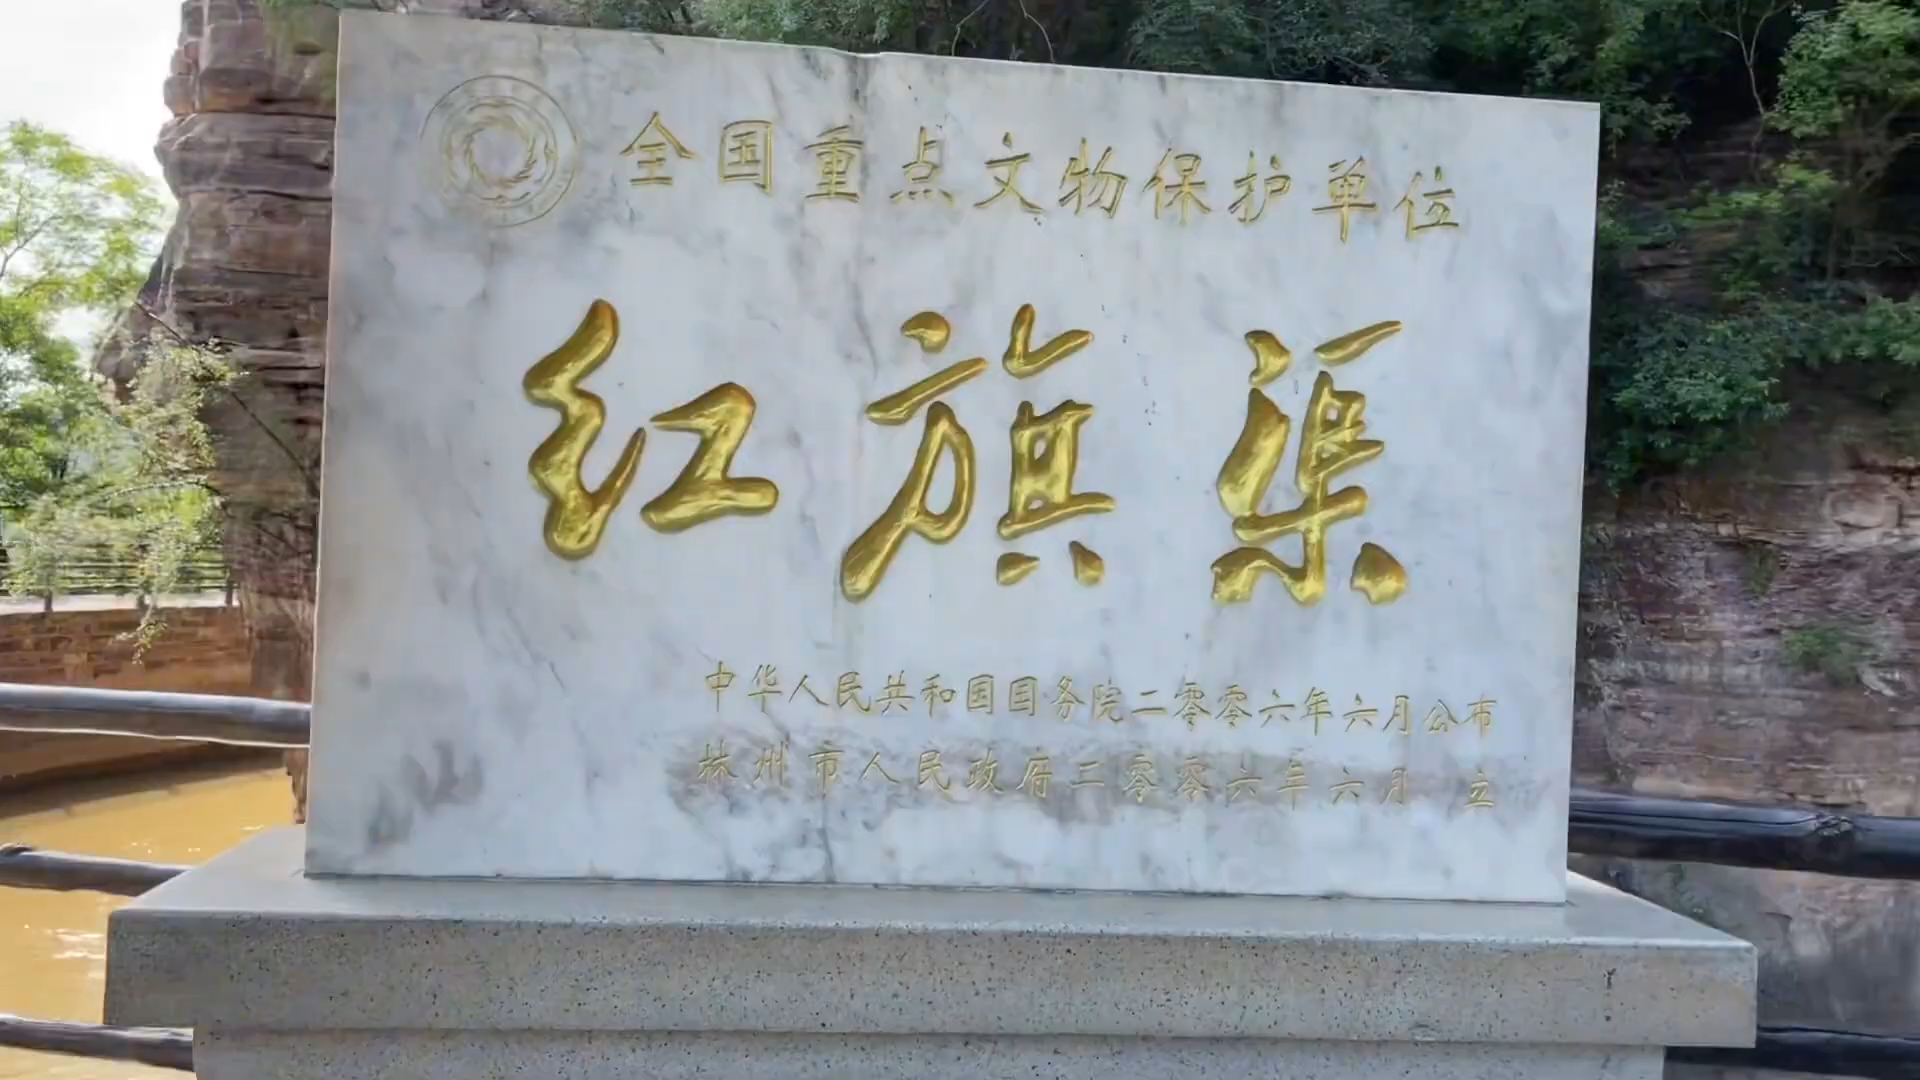 全国重点文物保护单位
红旗渠
中华人民共和国国务院二零零六年六月公布
林州市人民政府二零零六年六月 立